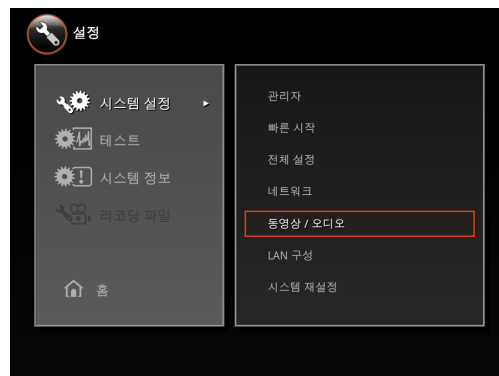 설정
시스템 설정
테스트
시스템 정보
리코딩 파일
홈
관리자
빠른 시작
전체 설정
네트워크
동영상 / 오디오
LAN 구성
시스템 재설정